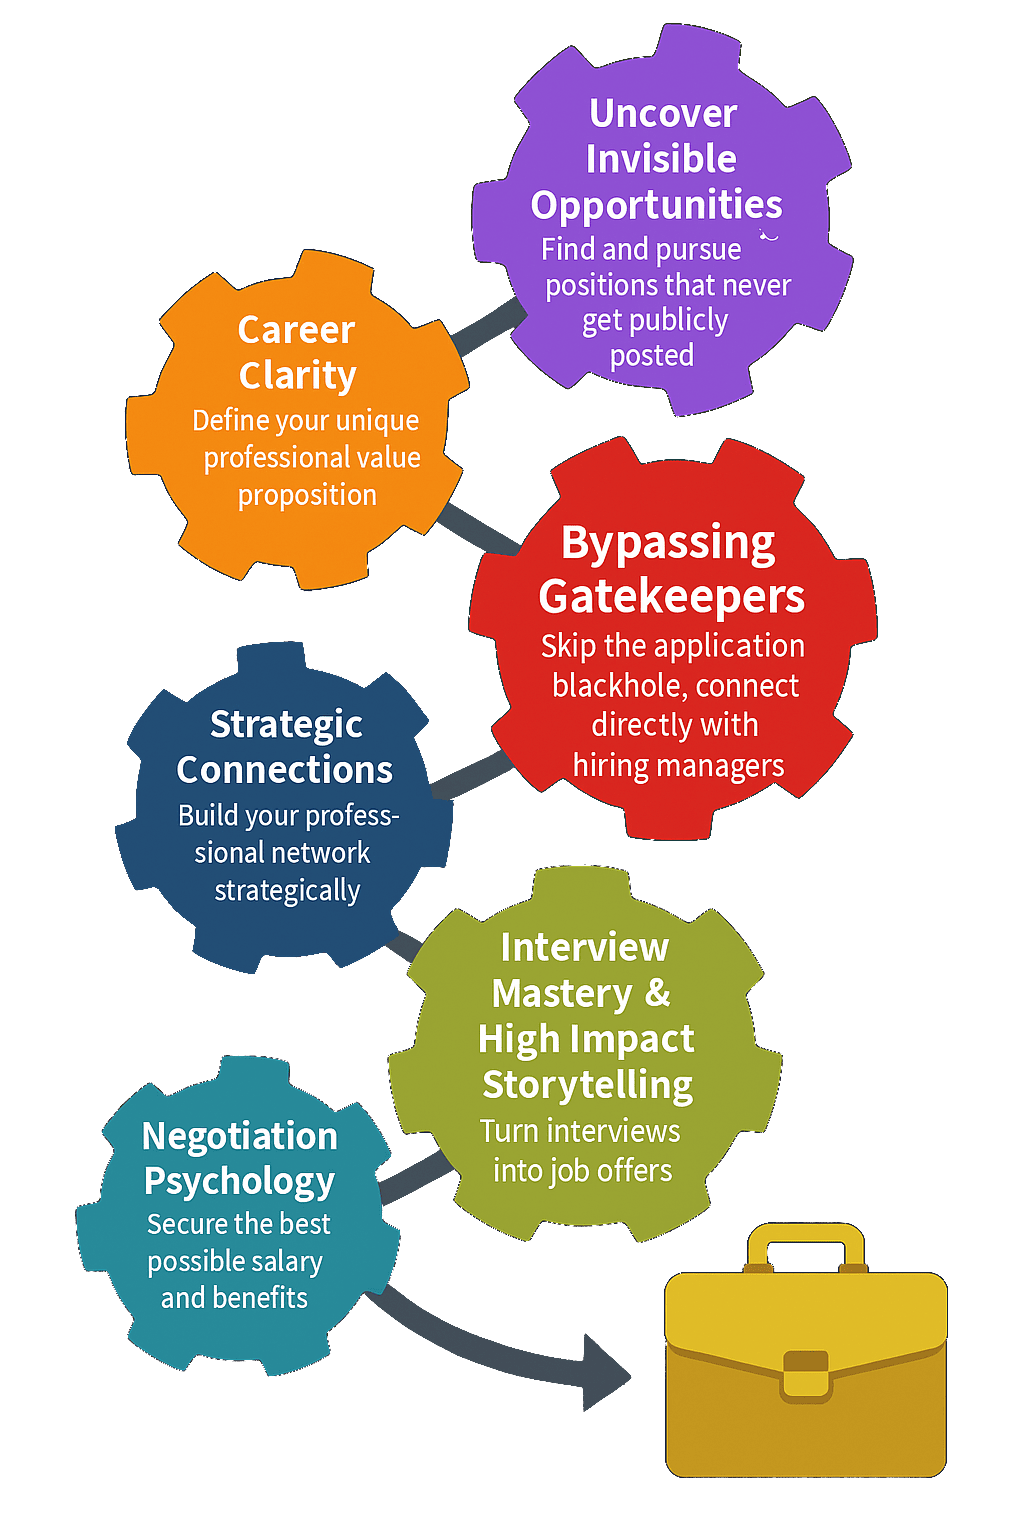 Uncover
Invisible
Opportunities
Find and pursue
positions that never
get publicly
posted
Career
Clarity
Define your unique
professional value
proposition
Bypassing
Gatekeepers
Skip the application
blackhole, connect
directly with
hiring managers
Strategic
Connections
Build your profess-
sional network
strategically
Interview
Mastery &
High Impact
Storytelling
Turn interviews
into job offers
Negotiation
Psychology
Secure the best
possible salary
and benefits